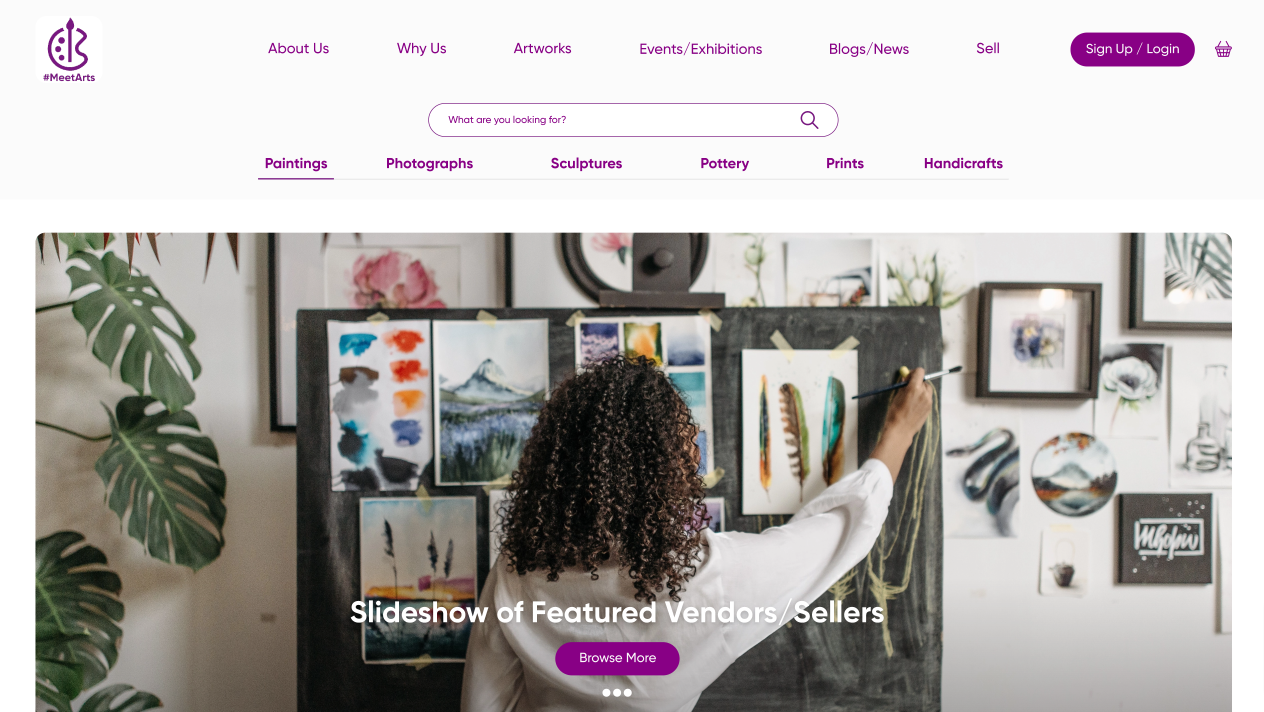 #MeetArts
About Us Why Us Artworks Events/Exhibitions Blogs/News Sell Sign Up / Login
What are you looking for?
Paintings Photographs Sculptures Pottery Prints Handicrafts
Slideshow of Featured Vendors/Sellers
Browse More